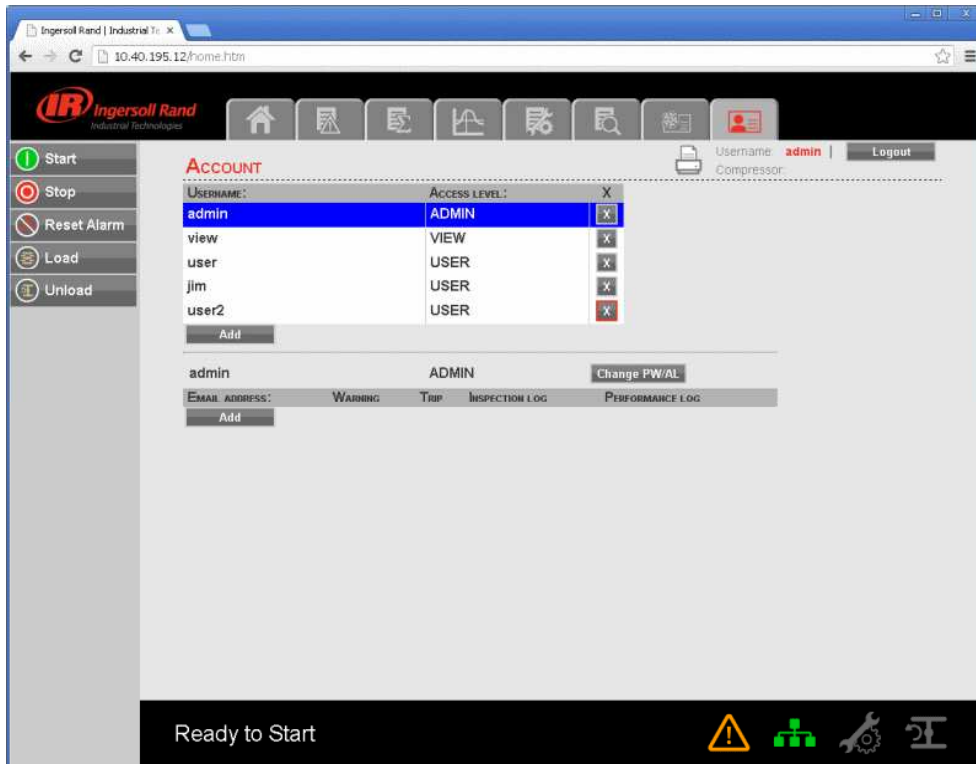 Ingersoll Rand | Industrial Te
10.40.195.12/home.htm
IR Ingersoll Rand
Industrial Technologies
Start
Stop
Reset Alarm
Load
Unload
Username: admin | Logout
Compressor:
ACCOUNT
USERNAME: ACCESS LEVEL: X
admin ADMIN X
view VIEW X
user USER X
jim USER X
user2 USER X
Add
admin ADMIN Change PW/AL
EMAIL ADDRESS: WARNING TRIP INSPECTION LOG PERFORMANCE LOG
Add
Ready to Start